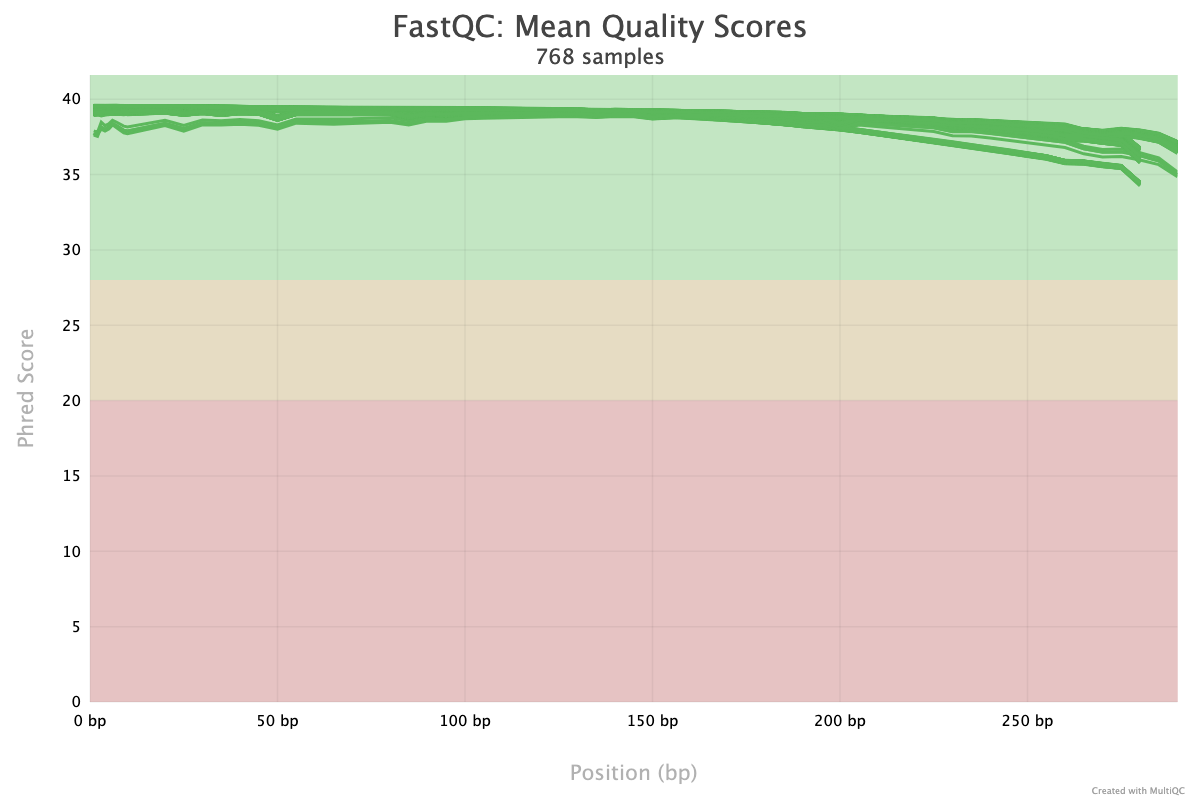 FastQC: Mean Quality Scores
768 samples
Phred Score
40
35
30
25
20
15
10
5
0
0 bp 50 bp 100 bp 150 bp 200 bp 250 bp
Position (bp)
Created with MultiQC